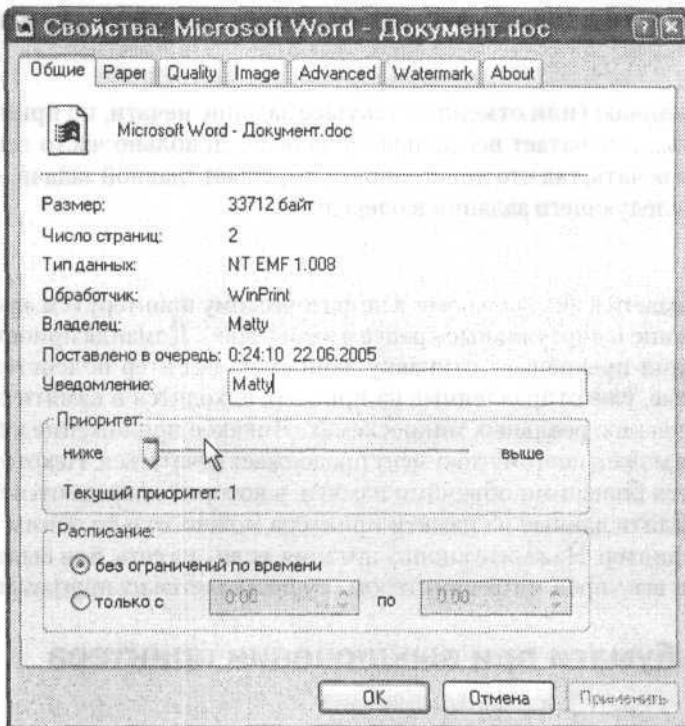 Свойства: Microsoft Word - Документ.doc
Общие Paper Quality Image Advanced Watermark About
Microsoft Word - Документ.doc
Размер: 33712 байт
Число страниц: 2
Тип данных: NT EMF 1.008
Обработчик: WinPrint
Владелец: Matty
Поставлено в очередь: 0:24:10 22.06.2005
Уведомление: Matty
Приоритет:
ниже выше
Текущий приоритет: 1
Расписание:
без ограничений по времени
только с 0:00 по 0:00
OK Отмена Применить